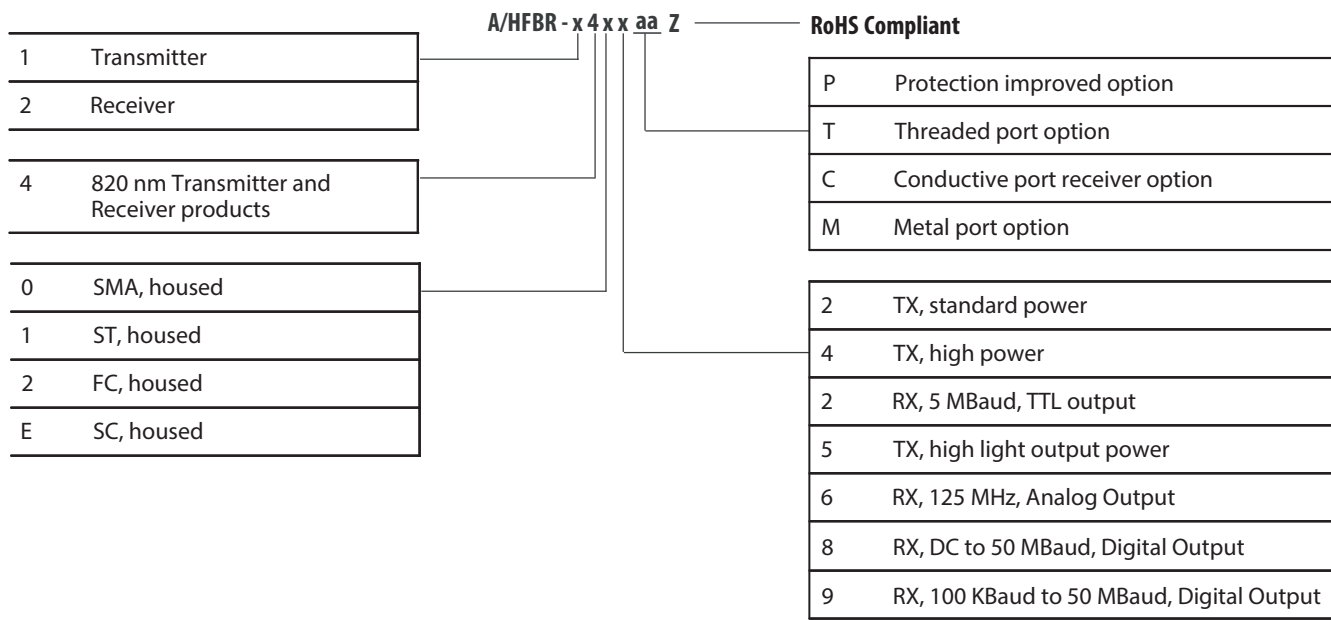 A/HFBR - x 4 x x aa Z
RoHS Compliant
1 Transmitter
2 Receiver
4 820 nm Transmitter and
Receiver products
0 SMA, housed
1 ST, housed
2 FC, housed
E SC, housed
P Protection improved option
T Threaded port option
C Conductive port receiver option
M Metal port option
2 TX, standard power
4 TX, high power
2 RX, 5 MBaud, TTL output
5 TX, high light output power
6 RX, 125 MHz, Analog Output
8 RX, DC to 50 MBaud, Digital Output
9 RX, 100 KBaud to 50 MBaud, Digital Output